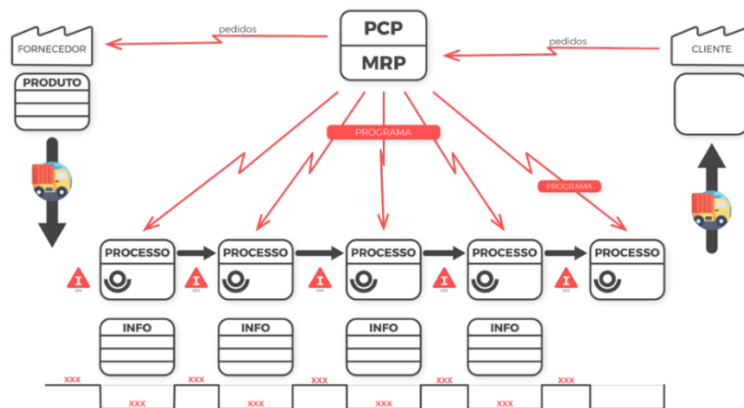 pedidos
PCP
MRP
pedidos
FORNECEDOR
CLIENTE
PRODUTO
PROGRAMA
PROGRAMA
PROCESSO
PROCESSO
PROCESSO
PROCESSO
PROCESSO
I
I
I
I
I
INFO
INFO
INFO
INFO
xxx
xxx
xxx
xxx
xxx
xxx
xxx
xxx
xxx